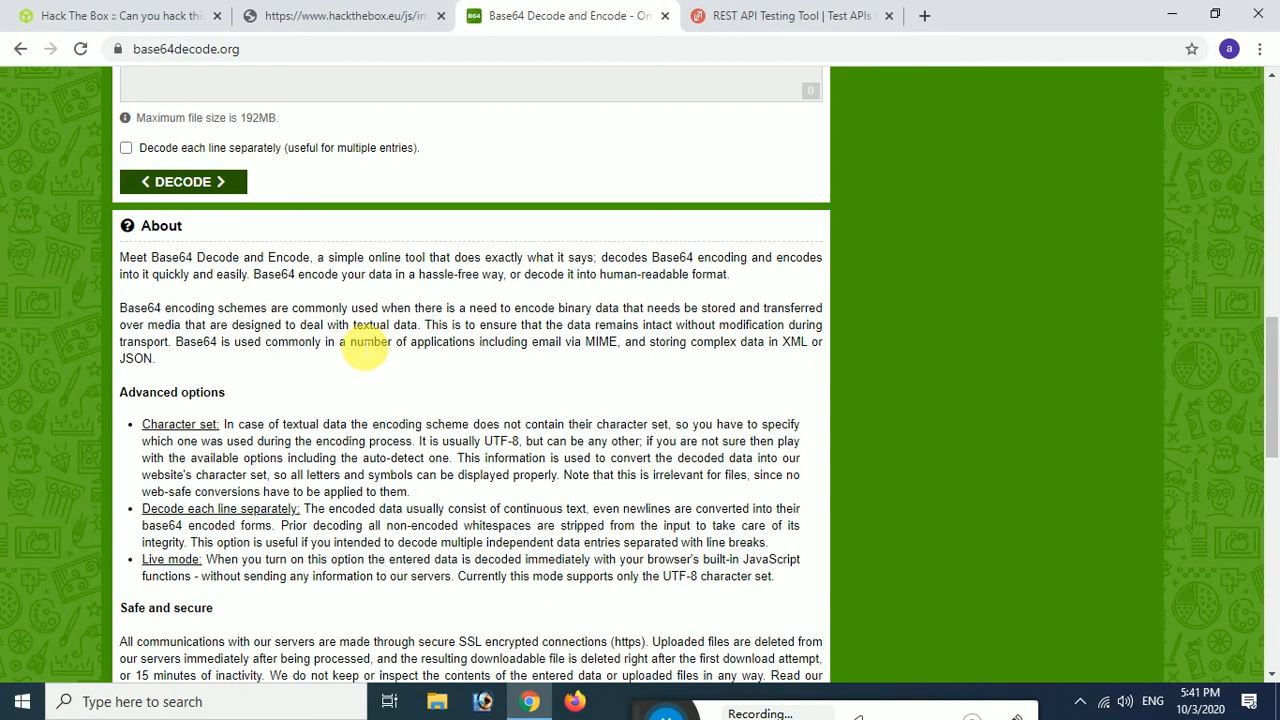 Hack The Box :: Can you hack this
https://www.hackthebox.eu/js/in
Base64 Decode and Encode - On
REST API Testing Tool | Test APIs
base64decode.org
a
0
Maximum file size is 192MB.
Decode each line separately (useful for multiple entries).
DECODE
About
Meet Base64 Decode and Encode, a simple online tool that does exactly what it says; decodes Base64 encoding and encodes
into it quickly and easily. Base64 encode your data in a hassle-free way, or decode it into human-readable format.
Base64 encoding schemes are commonly used when there is a need to encode binary data that needs be stored and transferred
over media that are designed to deal with textual data. This is to ensure that the data remains intact without modification during
transport. Base64 is used commonly in a number of applications including email via MIME, and storing complex data in XML or
JSON.
Advanced options
Character set: In case of textual data the encoding scheme does not contain their character set, so you have to specify
which one was used during the encoding process. It is usually UTF-8, but can be any other; if you are not sure then play
with the available options including the auto-detect one. This information is used to convert the decoded data into our
website's character set, so all letters and symbols can be displayed properly. Note that this is irrelevant for files, since no
web-safe conversions have to be applied to them.
Decode each line separately: The encoded data usually consist of continuous text, even newlines are converted into their
base64 encoded forms. Prior decoding all non-encoded whitespaces are stripped from the input to take care of its
integrity. This option is useful if you intended to decode multiple independent data entries separated with line breaks.
Live mode: When you turn on this option the entered data is decoded immediately with your browser's built-in JavaScript
functions - without sending any information to our servers. Currently this mode supports only the UTF-8 character set.
Safe and secure
All communications with our servers are made through secure SSL encrypted connections (https). Uploaded files are deleted from
our servers immediately after being processed, and the resulting downloadable file is deleted right after the first download attempt,
or 15 minutes of inactivity. We do not keep or inspect the contents of the entered data or uploaded files in any way. Read our
Type here to search
ENG
5:41 PM
10/3/2020
Recording...